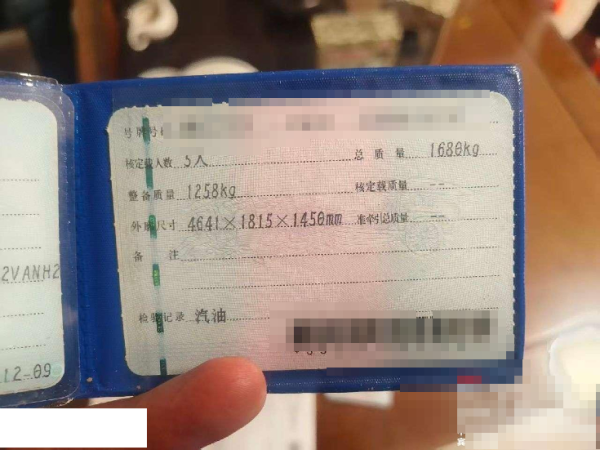 号牌号
核定载人数 5人 总质量 1680kg
整备质量 1258kg 核定载质量 --
外廓尺寸 4641×1815×1450mm 准牵引总质量 --
备注
2VANH2
检验记录 汽油
12-09